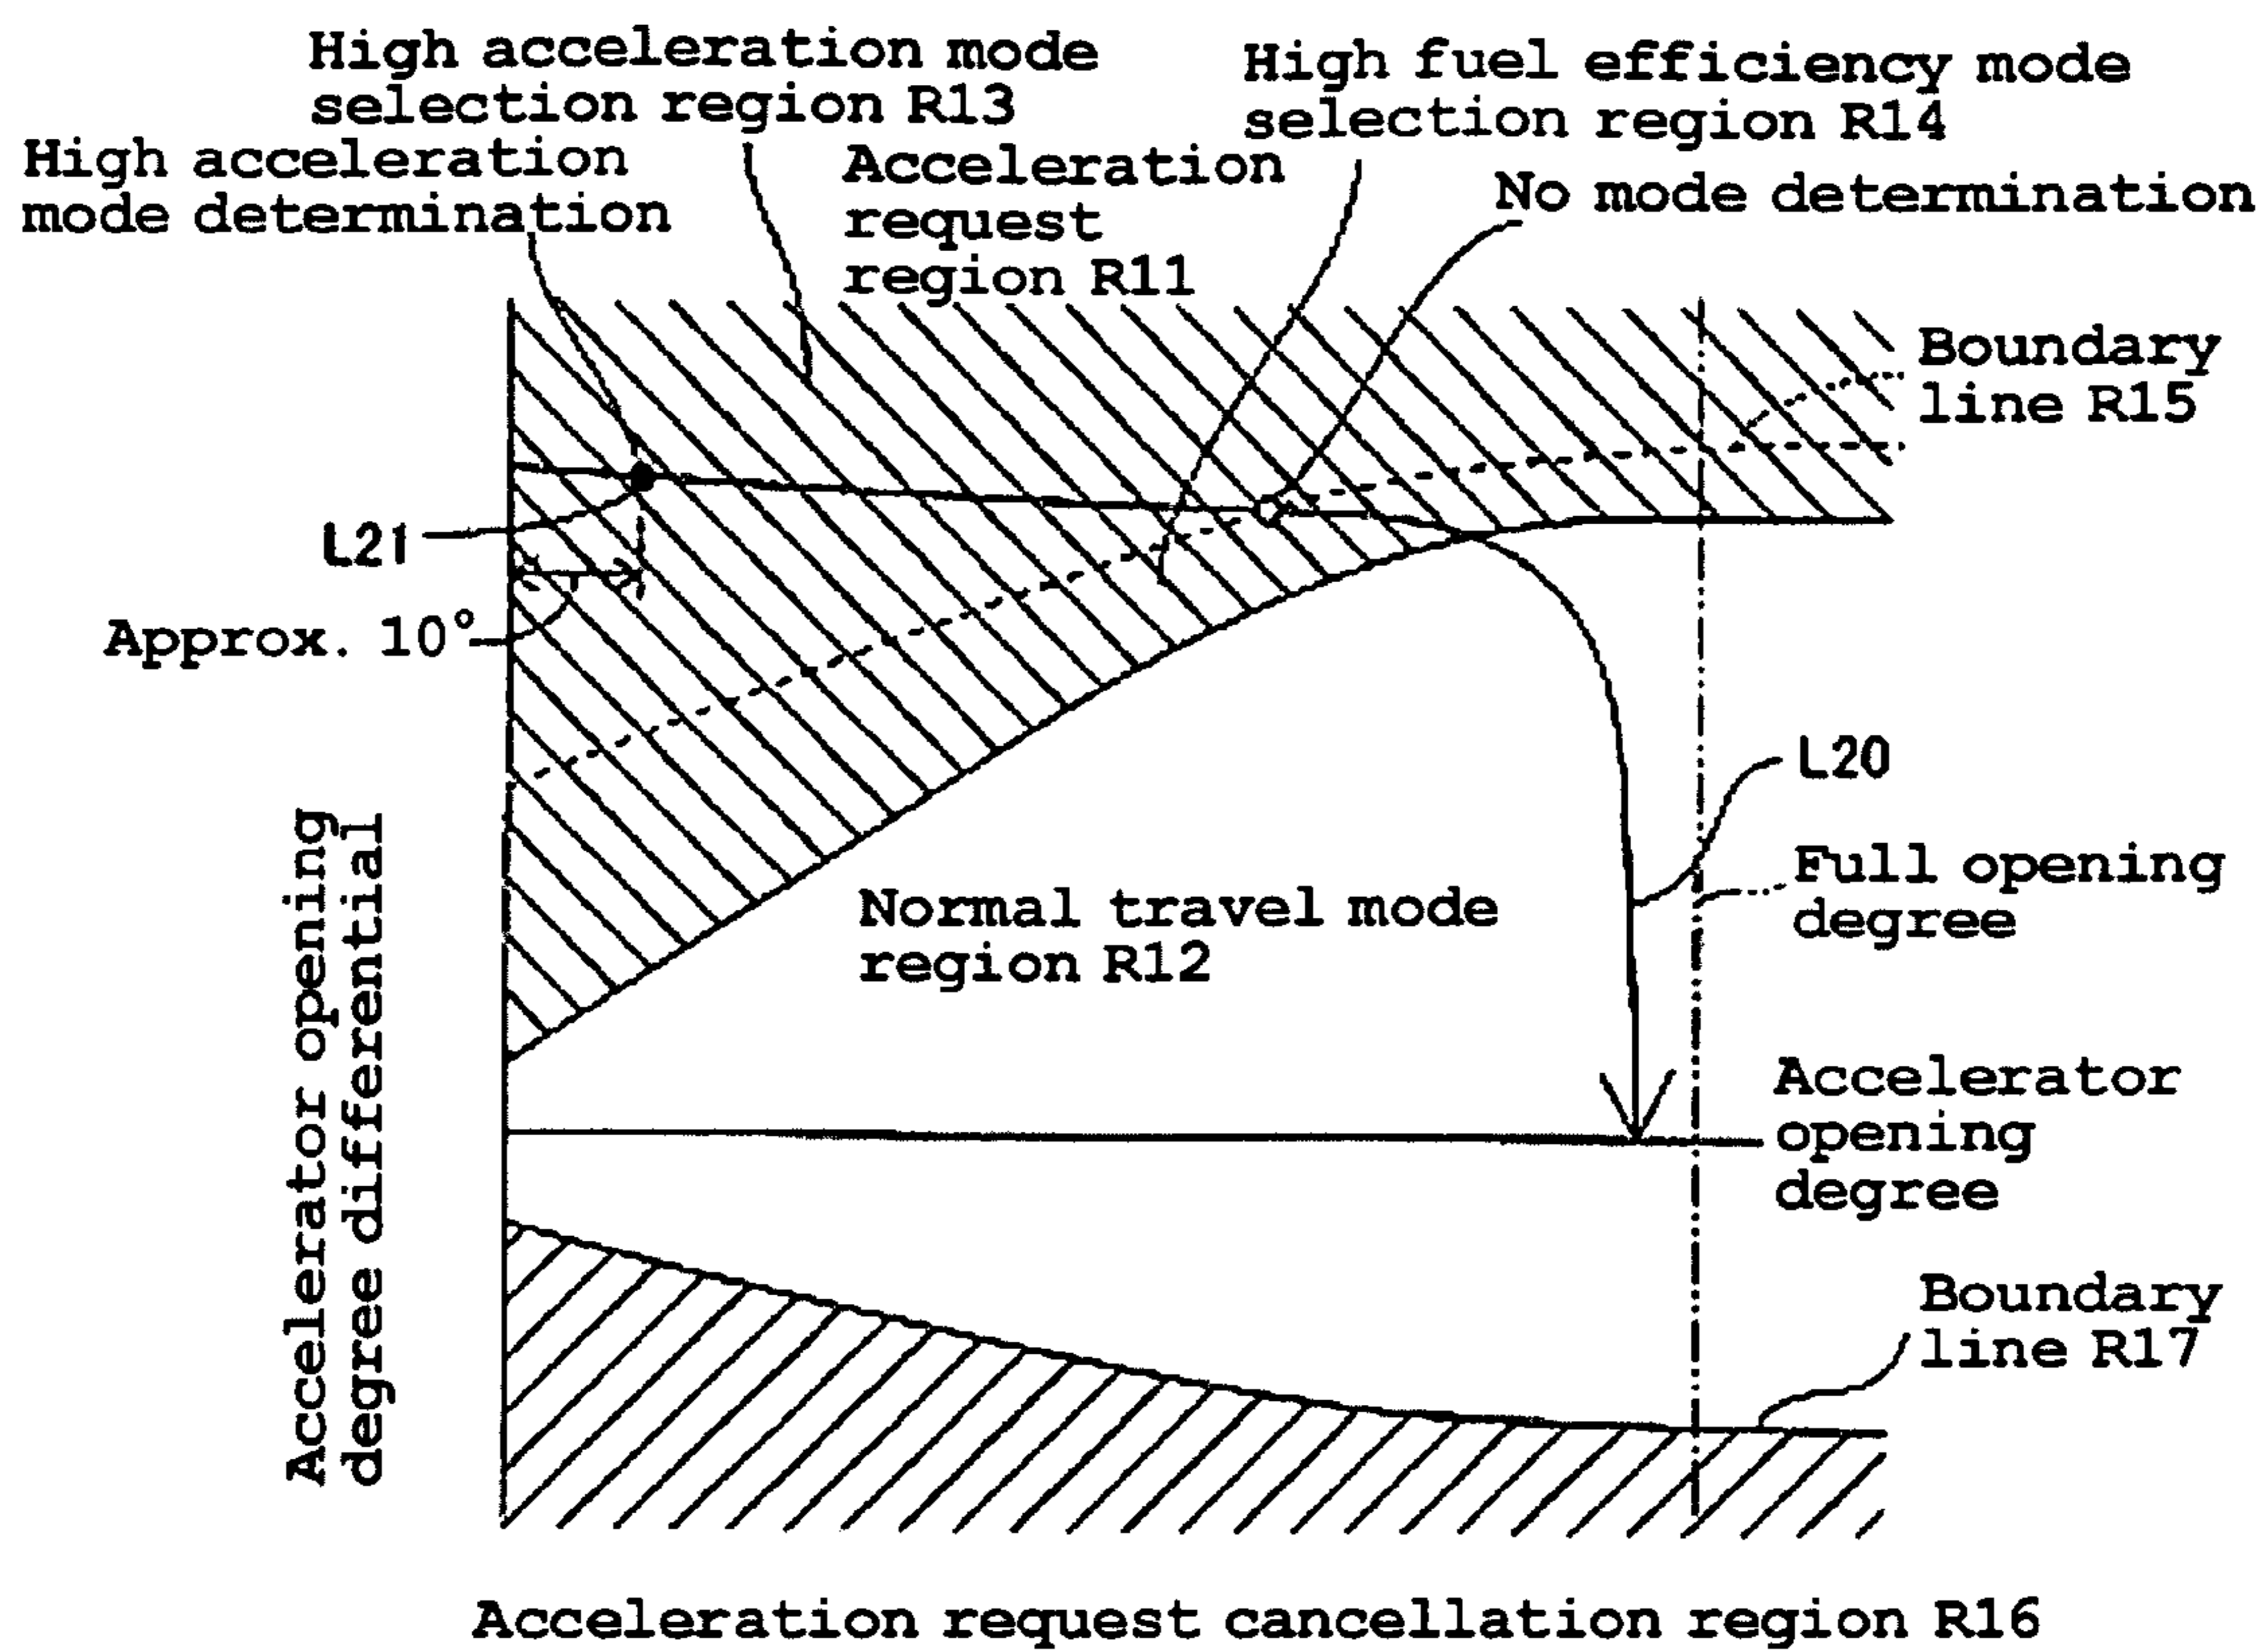 High acceleration mode
selection region R13
High fuel efficiency mode
selection region R14
High acceleration
mode determination
Acceleration
request
region R11
No mode determination
Boundary
line R15
L21
Approx. 10°
L20
Full opening
degree
Normal travel mode
region R12
Accelerator opening
degree differential
Accelerator
opening
degree
Boundary
line R17
Acceleration request cancellation region R16